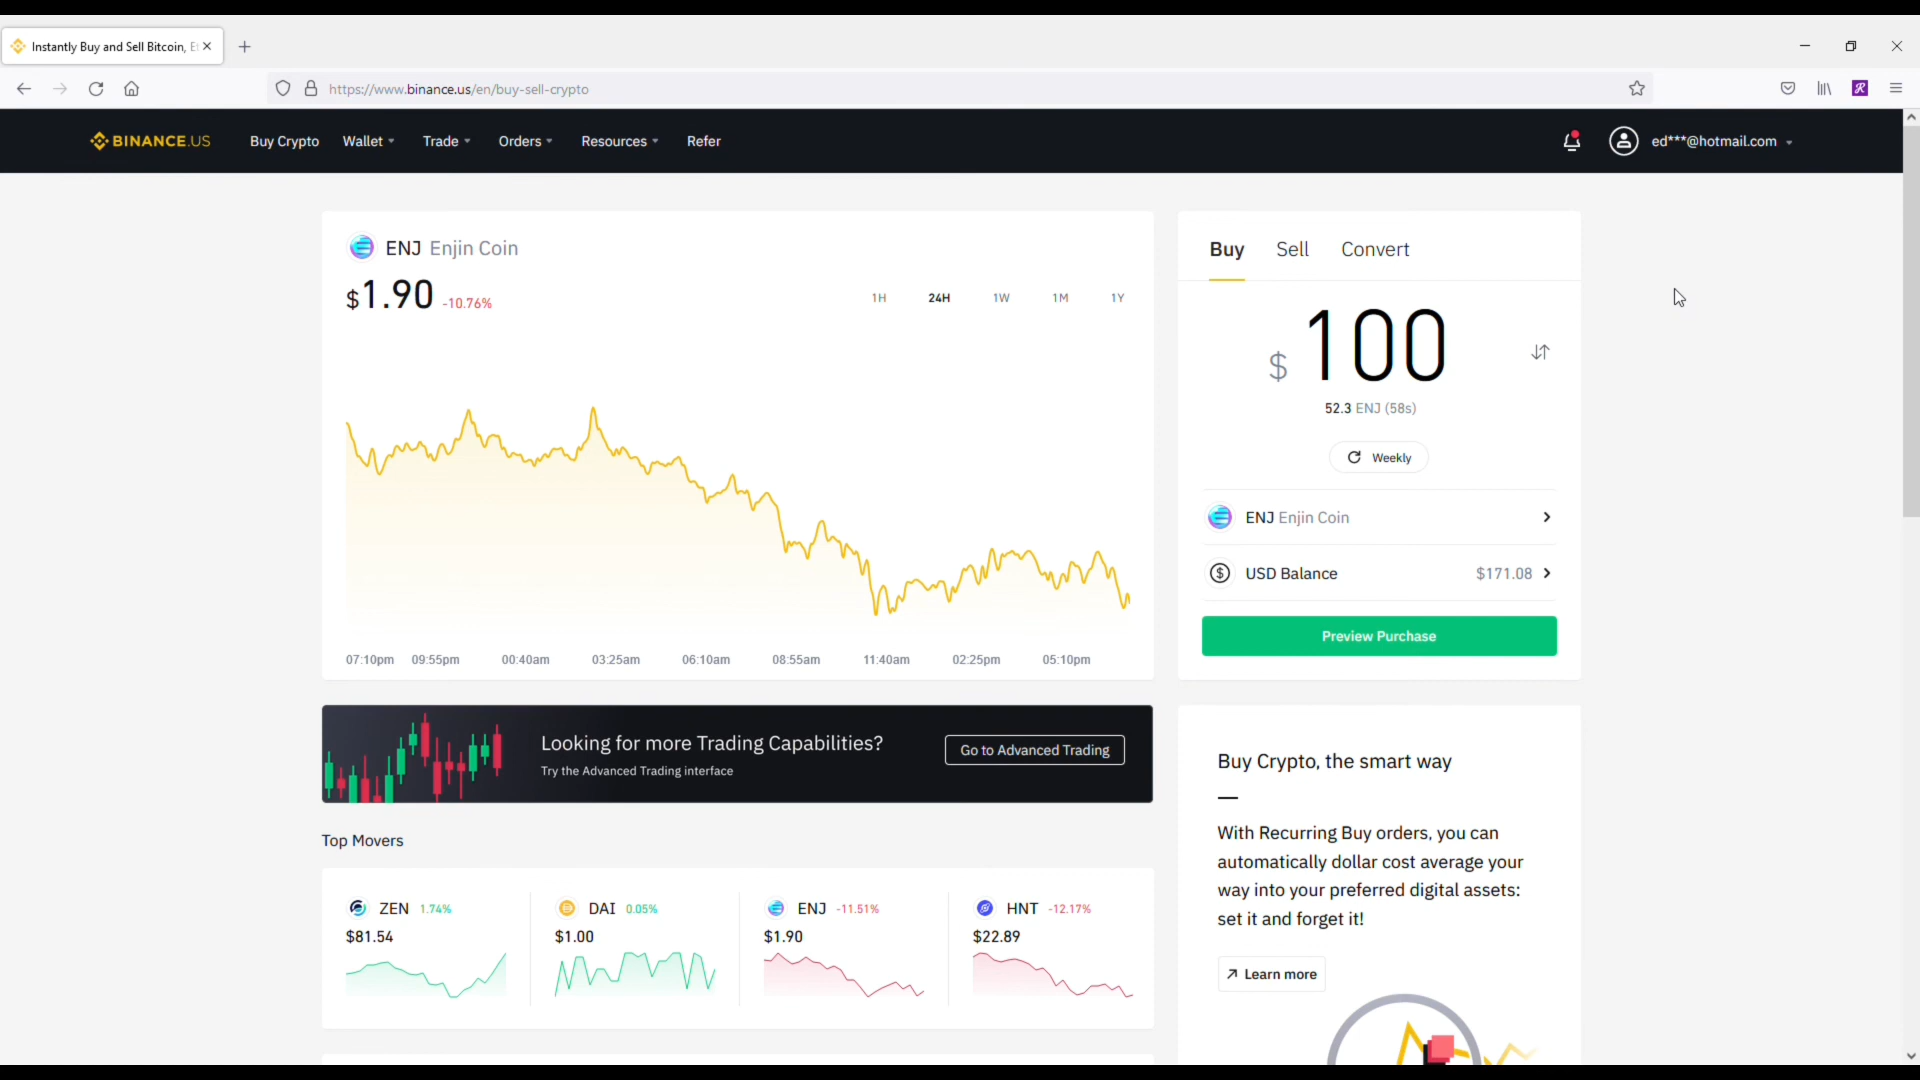 Instantly Buy and Sell Bitcoin, E
https://www.binance.us/en/buy-sell-crypto
BINANCE.US
Buy Crypto
Wallet
Trade
Orders
Resources
Refer
ed***@hotmail.com
ENJ Enjin Coin
$1.90 -10.76%
1H 24H 1W 1M 1Y
07:10pm 09:55pm 00:40am 03:25am 06:10am 08:55am 11:40am 02:25pm 05:10pm
Buy Sell Convert
$ 100
52.3 ENJ (58s)
Weekly
ENJ Enjin Coin
USD Balance $171.08
Preview Purchase
Looking for more Trading Capabilities?
Try the Advanced Trading interface
Go to Advanced Trading
Top Movers
ZEN 1.74%
$81.54
DAI 0.05%
$1.00
ENJ -11.51%
$1.90
HNT -12.17%
$22.89
Buy Crypto, the smart way
With Recurring Buy orders, you can
automatically dollar cost average your
way into your preferred digital assets:
set it and forget it!
Learn more